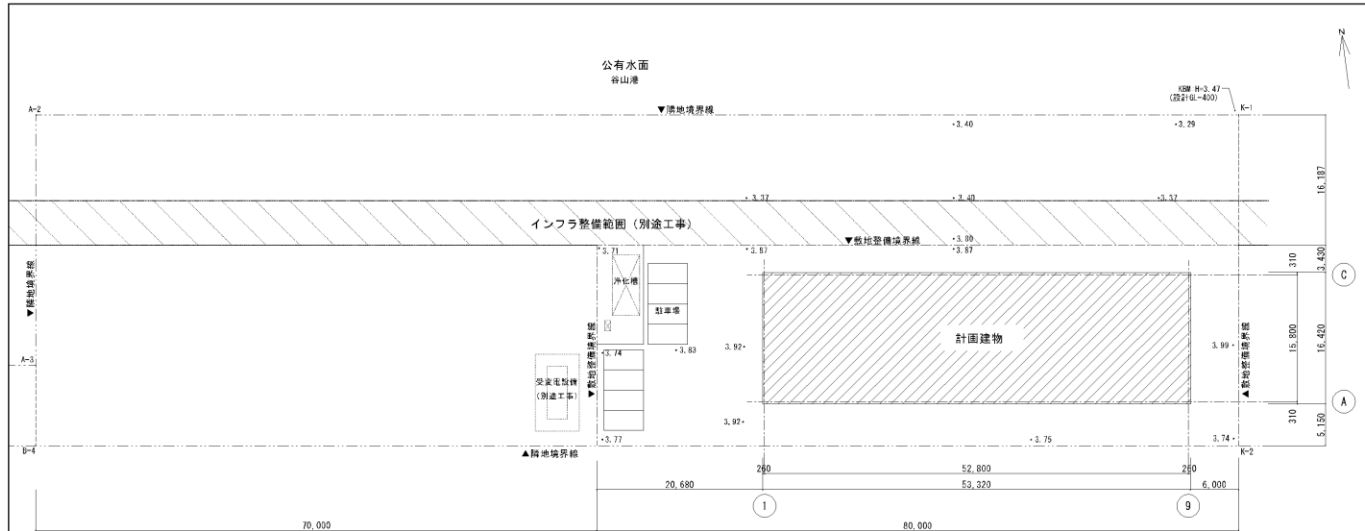 N
公有水面
谷山港
KBM H=3.47
(設計GL-400)
A-2
▼隣地境界線
K-1
・3.40
・3.29
16,187
・3.37
・3.40
・3.37
インフラ整備範囲（別途工事）
▼敷地整備境界線
・3.80
・3.71
・3.87
・3.87
310
3,430
C
▼隣地境界線
浄化槽
駐車場
計画建物
▼敷地整備境界線
3.92・
3.99・
15,800
16,420
▲敷地整備境界線
A-3
・3.74
・3.83
受変電設備
(別途工事)
A
3.92・
310
5,150
・3.77
・3.75
3.74・
B-4
▲隣地境界線
K-2
260
52,800
260
20,680
53,320
6,000
1
9
70,000
80,000